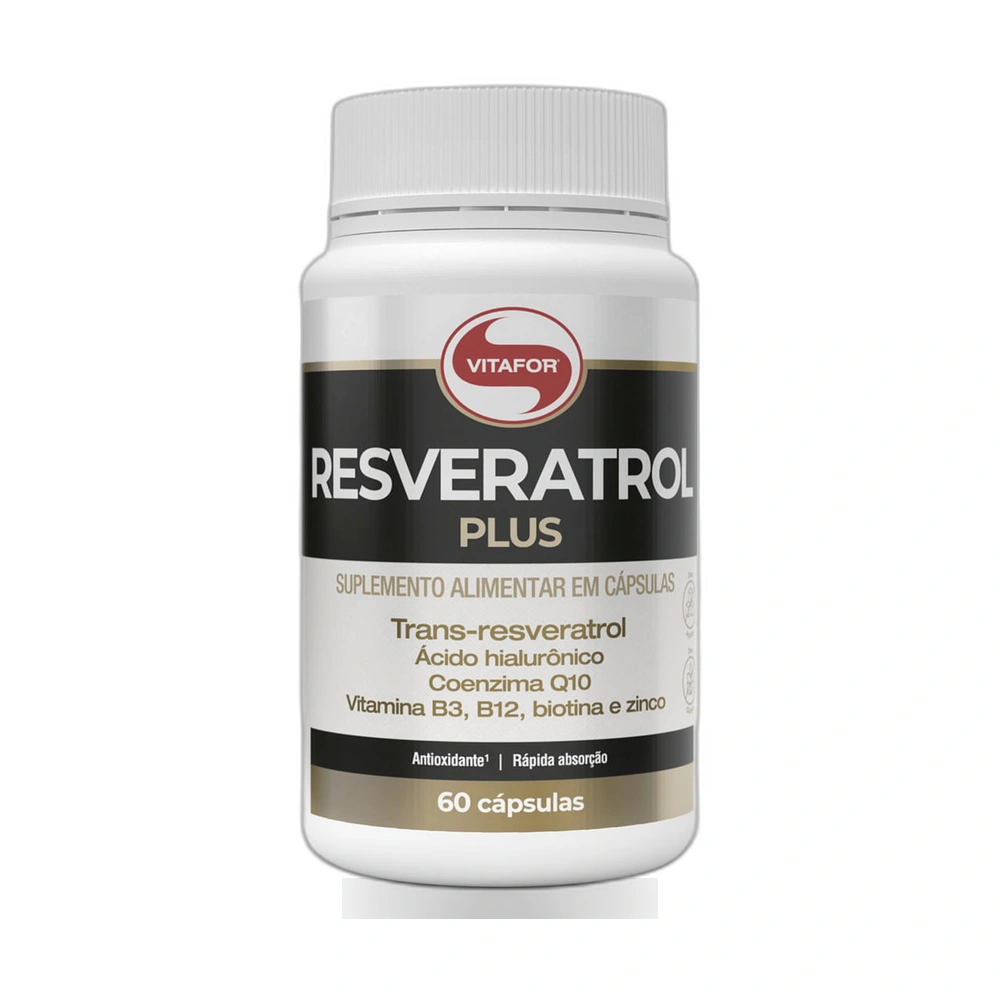 VITAFOR
RESVERATROL
PLUS
SUPLEMENTO ALIMENTAR EM CÁPSULAS
Trans-resveratrol
Ácido hialurônico
Coenzima Q10
Vitamina B3, B12, biotina e zinco
Antioxidante¹ | Rápida absorção
60 cápsulas